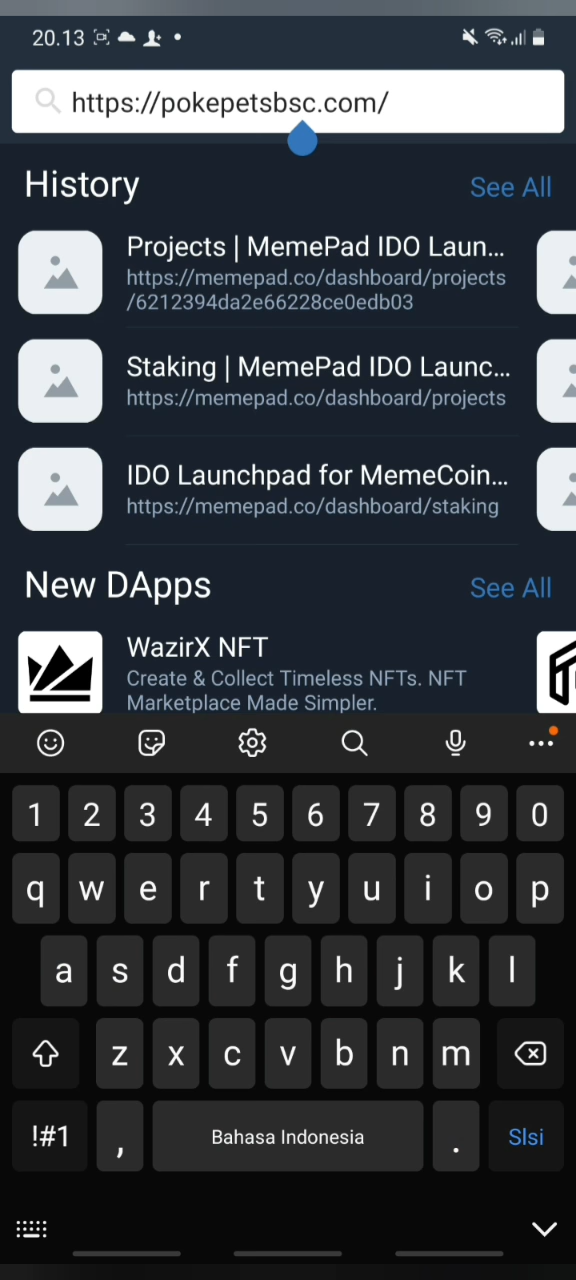 20.13
https://pokepetsbsc.com/
History
See All
Projects | MemePad IDO Laun...
https://memepad.co/dashboard/projects
/6212394da2e66228ce0edb03
Staking | MemePad IDO Launc...
https://memepad.co/dashboard/projects
IDO Launchpad for MemeCoin...
https://memepad.co/dashboard/staking
New DApps
See All
WazirX NFT
Create & Collect Timeless NFTs. NFT
Marketplace Made Simpler.
1 2 3 4 5 6 7 8 9 0
q w e r t y u i o p
a s d f g h j k l
z x c v b n m
!#1 , Bahasa Indonesia . Slsi